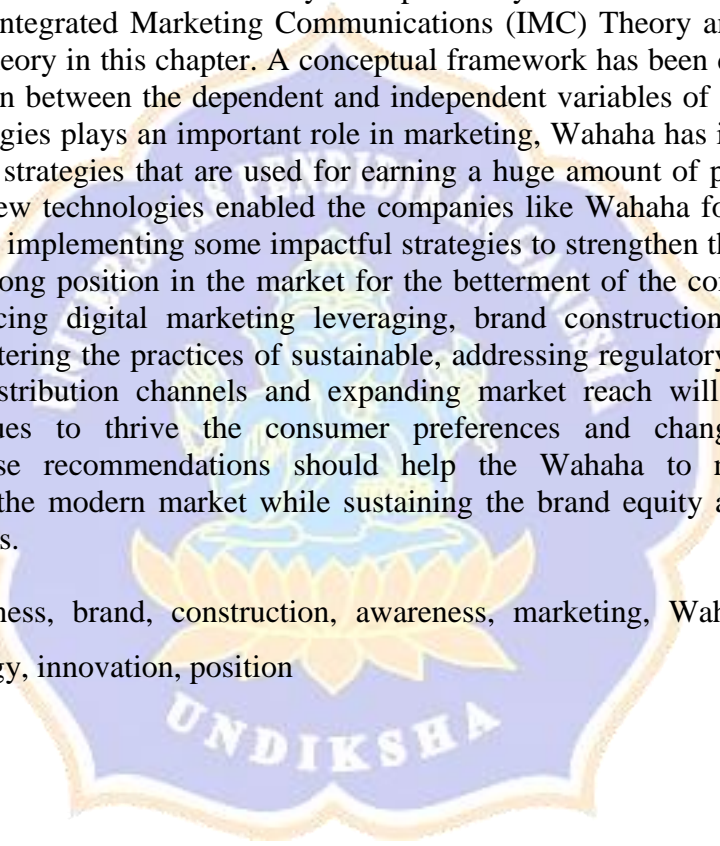 ntegrated Marketing Communications (IMC) Theory a
eory in this chapter. A conceptual framework has been
n between the dependent and independent variables of
gies plays an important role in marketing, Wahaha has i
strategies that are used for earning a huge amount of p
ew technologies enabled the companies like Wahaha fo
implementing some impactful strategies to strengthen th
ong position in the market for the betterment of the co
cing digital marketing leveraging, brand construction
tering the practices of sustainable, addressing regulatory
stribution channels and expanding market reach will
ues to thrive the consumer preferences and chang
se recommendations should help the Wahaha to
the modern market while sustaining the brand equity a
s.
ness, brand, construction, awareness, marketing, Wah
gy, innovation, position
UNIVERSITAS PENDIDIKAN GANESHA
UNDIKSHA